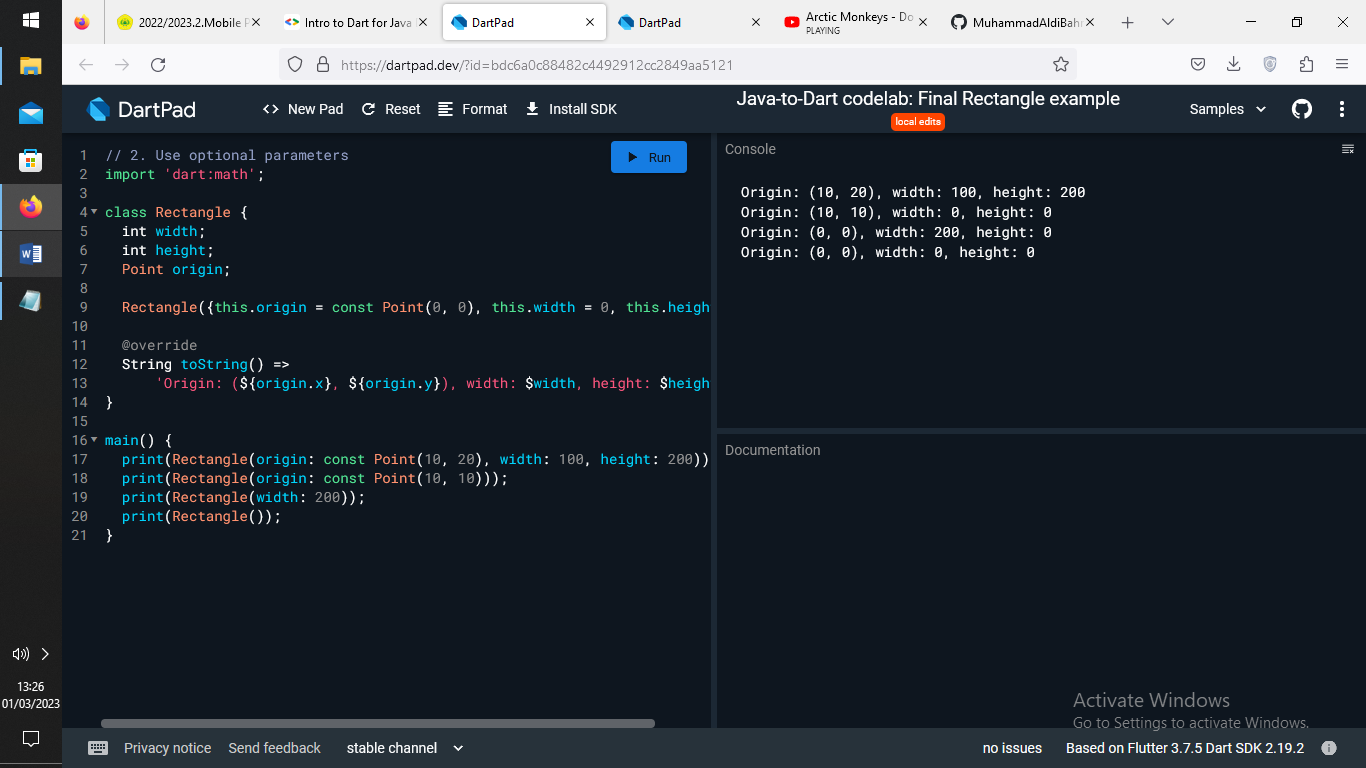 2022/2023.2.Mobile P
Intro to Dart for Java
DartPad
DartPad
Arctic Monkeys - Do
PLAYING
MuhammadAldiBahr
https://dartpad.dev/?id=bdc6a0c88482c4492912cc2849aa5121
DartPad
<> New Pad
Reset
Format
Install SDK
Java-to-Dart codelab: Final Rectangle example
local edits
Samples
Run
1 // 2. Use optional parameters
2 import 'dart:math';
3
4 class Rectangle {
5 int width;
6 int height;
7 Point origin;
8
9 Rectangle({this.origin = const Point(0, 0), this.width = 0, this.heigh
10
11 @override
12 String toString() =>
13 'Origin: (${origin.x}, ${origin.y}), width: $width, height: $heigh
14 }
15
16 main() {
17 print(Rectangle(origin: const Point(10, 20), width: 100, height: 200))
18 print(Rectangle(origin: const Point(10, 10)));
19 print(Rectangle(width: 200));
20 print(Rectangle());
21 }
Console
Origin: (10, 20), width: 100, height: 200
Origin: (10, 10), width: 0, height: 0
Origin: (0, 0), width: 200, height: 0
Origin: (0, 0), width: 0, height: 0
Documentation
Activate Windows
Go to Settings to activate Windows.
13:26
01/03/2023
Privacy notice
Send feedback
stable channel
no issues
Based on Flutter 3.7.5 Dart SDK 2.19.2